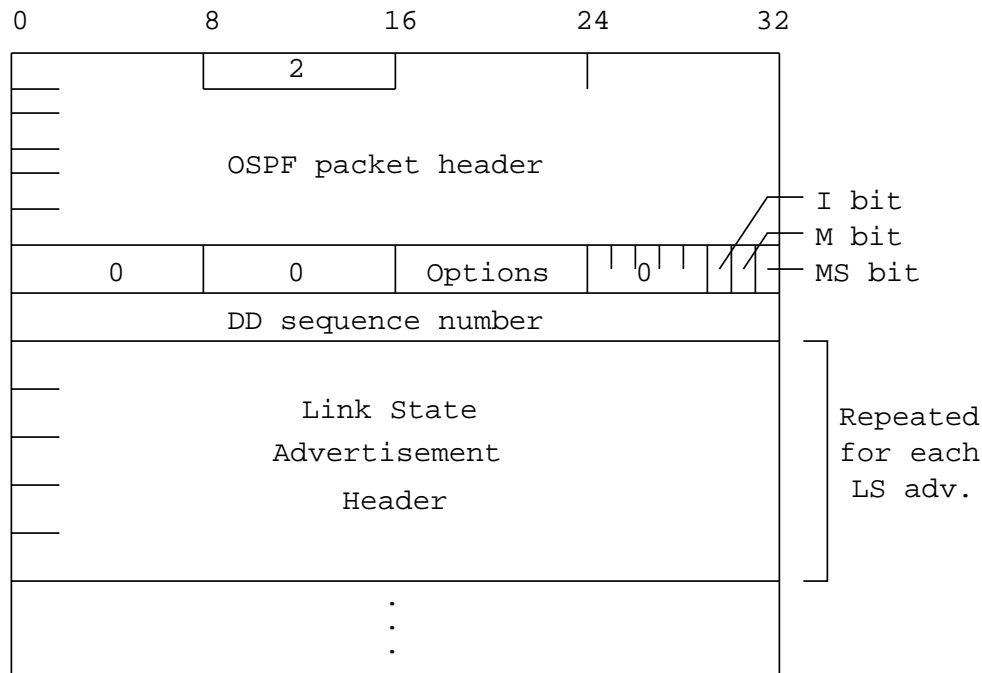 0 8 16 24 32
2
OSPF packet header
I bit
M bit
0 0 Options 0 MS bit
DD sequence number
Link State
Advertisement
Header
Repeated
for each
LS adv.
.
.
.